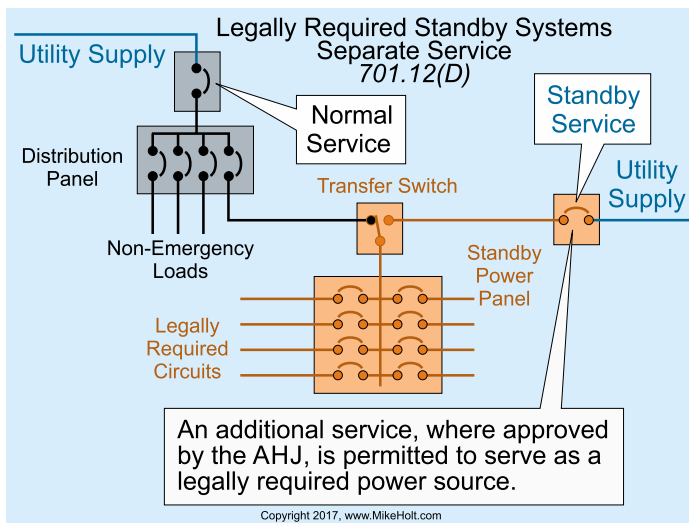 Legally Required Standby Systems
Separate Service
701.12(D)
Utility Supply
Normal
Service
Standby
Service
Distribution
Panel
Transfer Switch
Utility
Supply
Non-Emergency
Loads
Standby
Power
Panel
Legally
Required
Circuits
An additional service, where approved
by the AHJ, is permitted to serve as a
legally required power source.
Copyright 2017, www.MikeHolt.com